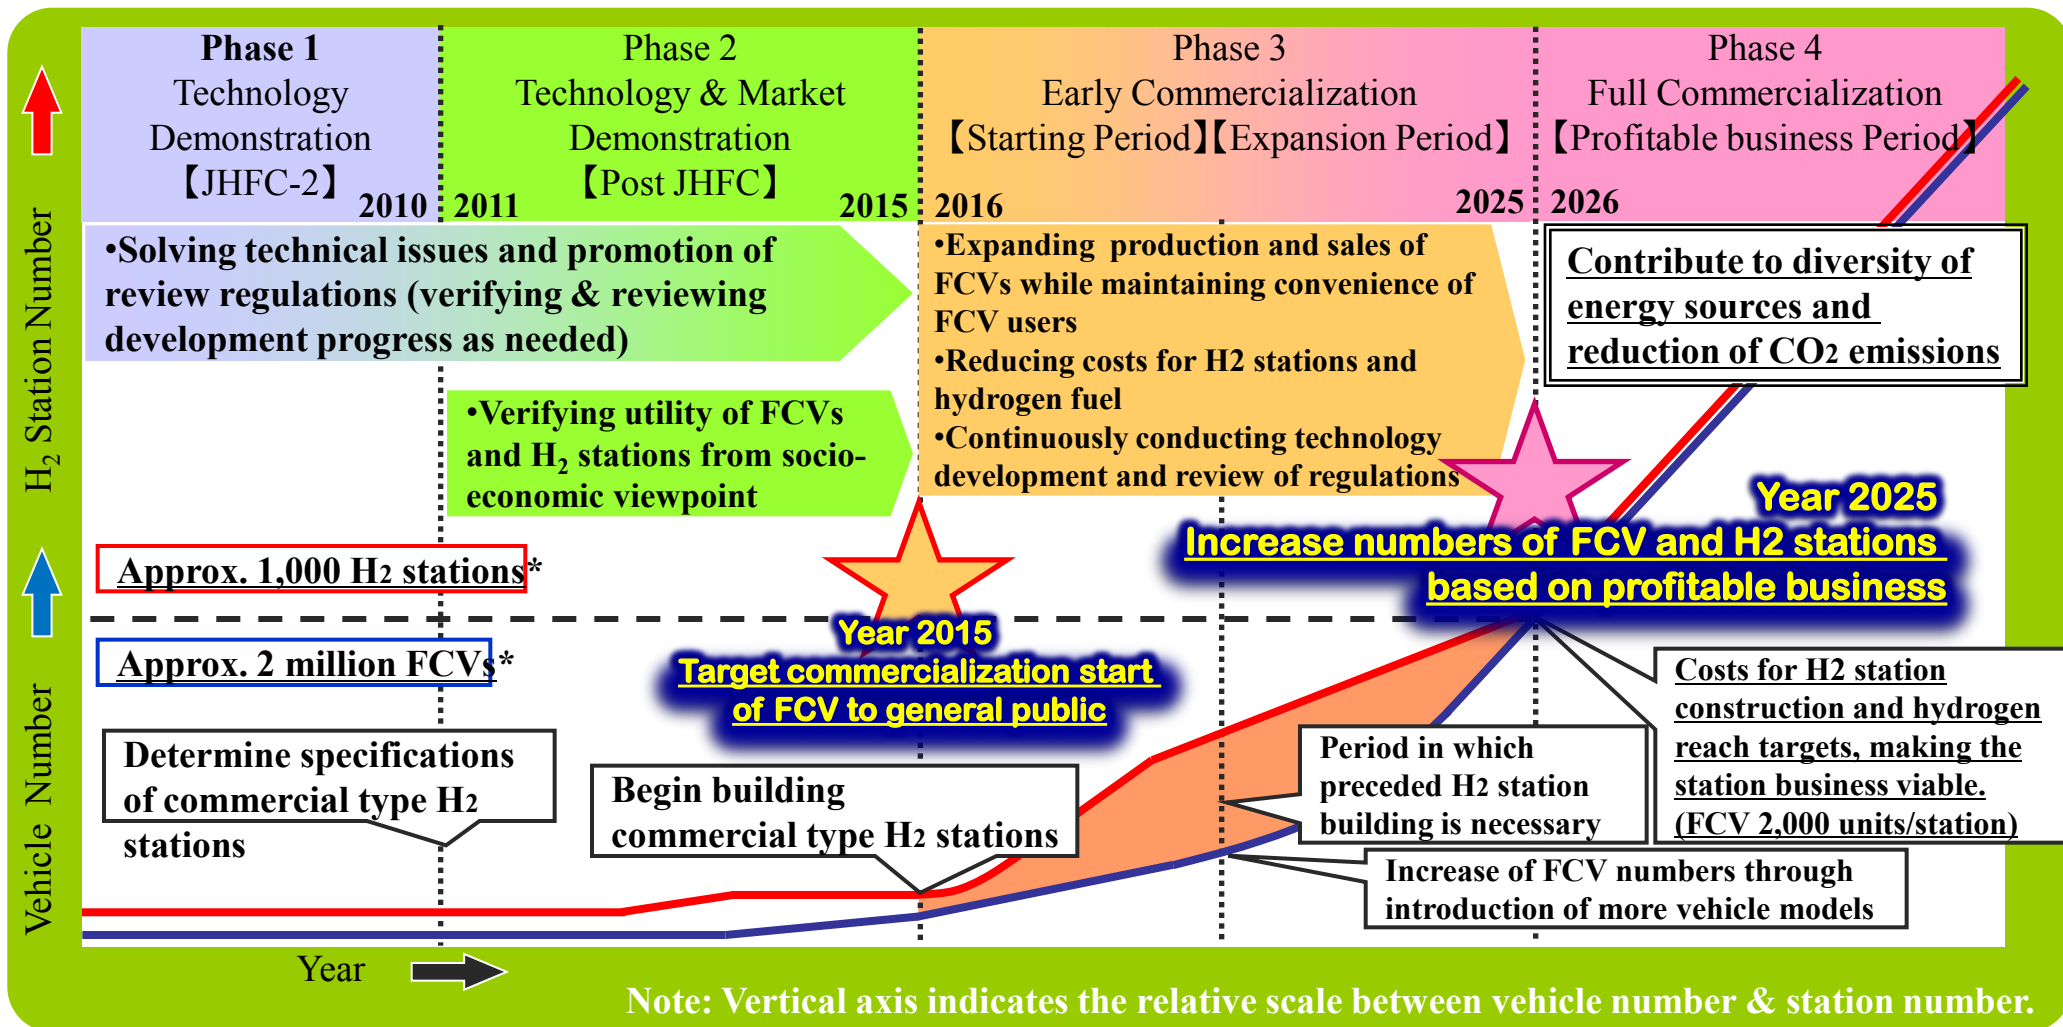 Phase 1
Technology
Demonstration
【JHFC-2】
2010
Phase 2
Technology & Market
Demonstration
【Post JHFC】
2011
2015
Phase 3
Early Commercialization
【Starting Period】【Expansion Period】
2016
2025
Phase 4
Full Commercialization
【Profitable business Period】
2026
H2 Station Number
Vehicle Number
•Solving technical issues and promotion of
review regulations (verifying & reviewing
development progress as needed)
•Verifying utility of FCVs
and H2 stations from socio-
economic viewpoint
•Expanding production and sales of
FCVs while maintaining convenience of
FCV users
•Reducing costs for H2 stations and
hydrogen fuel
•Continuously conducting technology
development and review of regulations
Contribute to diversity of
energy sources and
reduction of CO2 emissions
Year 2025
Increase numbers of FCV and H2 stations
based on profitable business
Approx. 1,000 H2 stations*
Approx. 2 million FCVs*
Year 2015
Target commercialization start
of FCV to general public
Determine specifications
of commercial type H2
stations
Begin building
commercial type H2 stations
Period in which
preceded H2 station
building is necessary
Costs for H2 station
construction and hydrogen
reach targets, making the
station business viable.
(FCV 2,000 units/station)
Increase of FCV numbers through
introduction of more vehicle models
Year
Note: Vertical axis indicates the relative scale between vehicle number & station number.